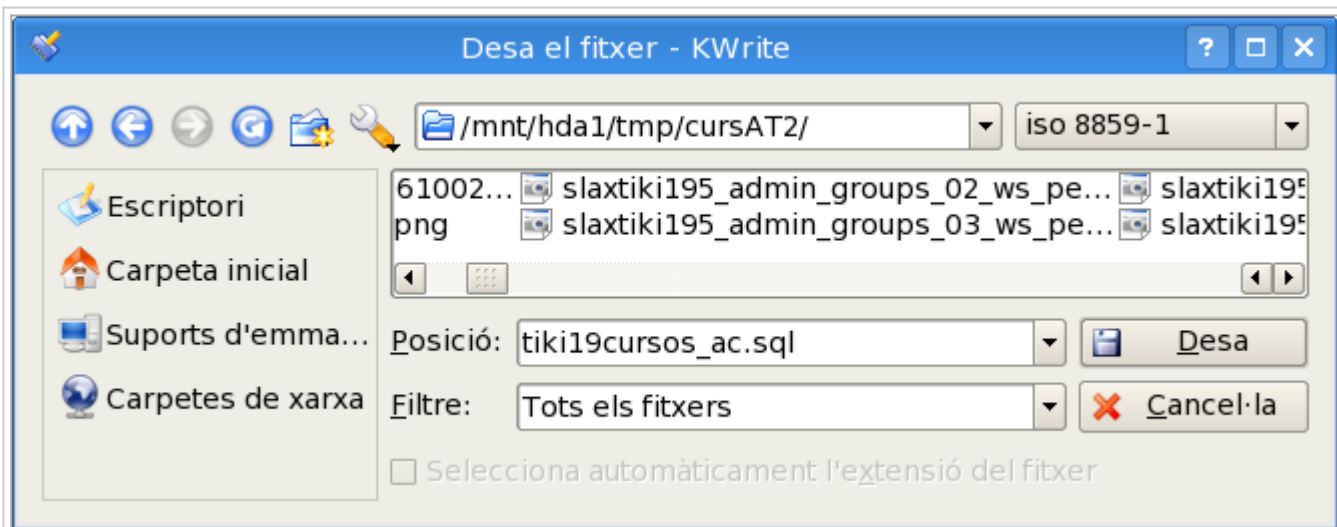 Desa el fitxer - KWrite
/mnt/hda1/tmp/cursAT2/ iso 8859-1
Escriptori
Carpeta inicial
Suports d'emma...
Carpetes de xarxa
61002... slaxtiki195_admin_groups_02_ws_pe... slaxtiki195
png slaxtiki195_admin_groups_03_ws_pe... slaxtiki195
Posició: tiki19cursos_ac.sql Desa
Filtre: Tots els fitxers Cancel·la
Selecciona automàticament l'extensió del fitxer